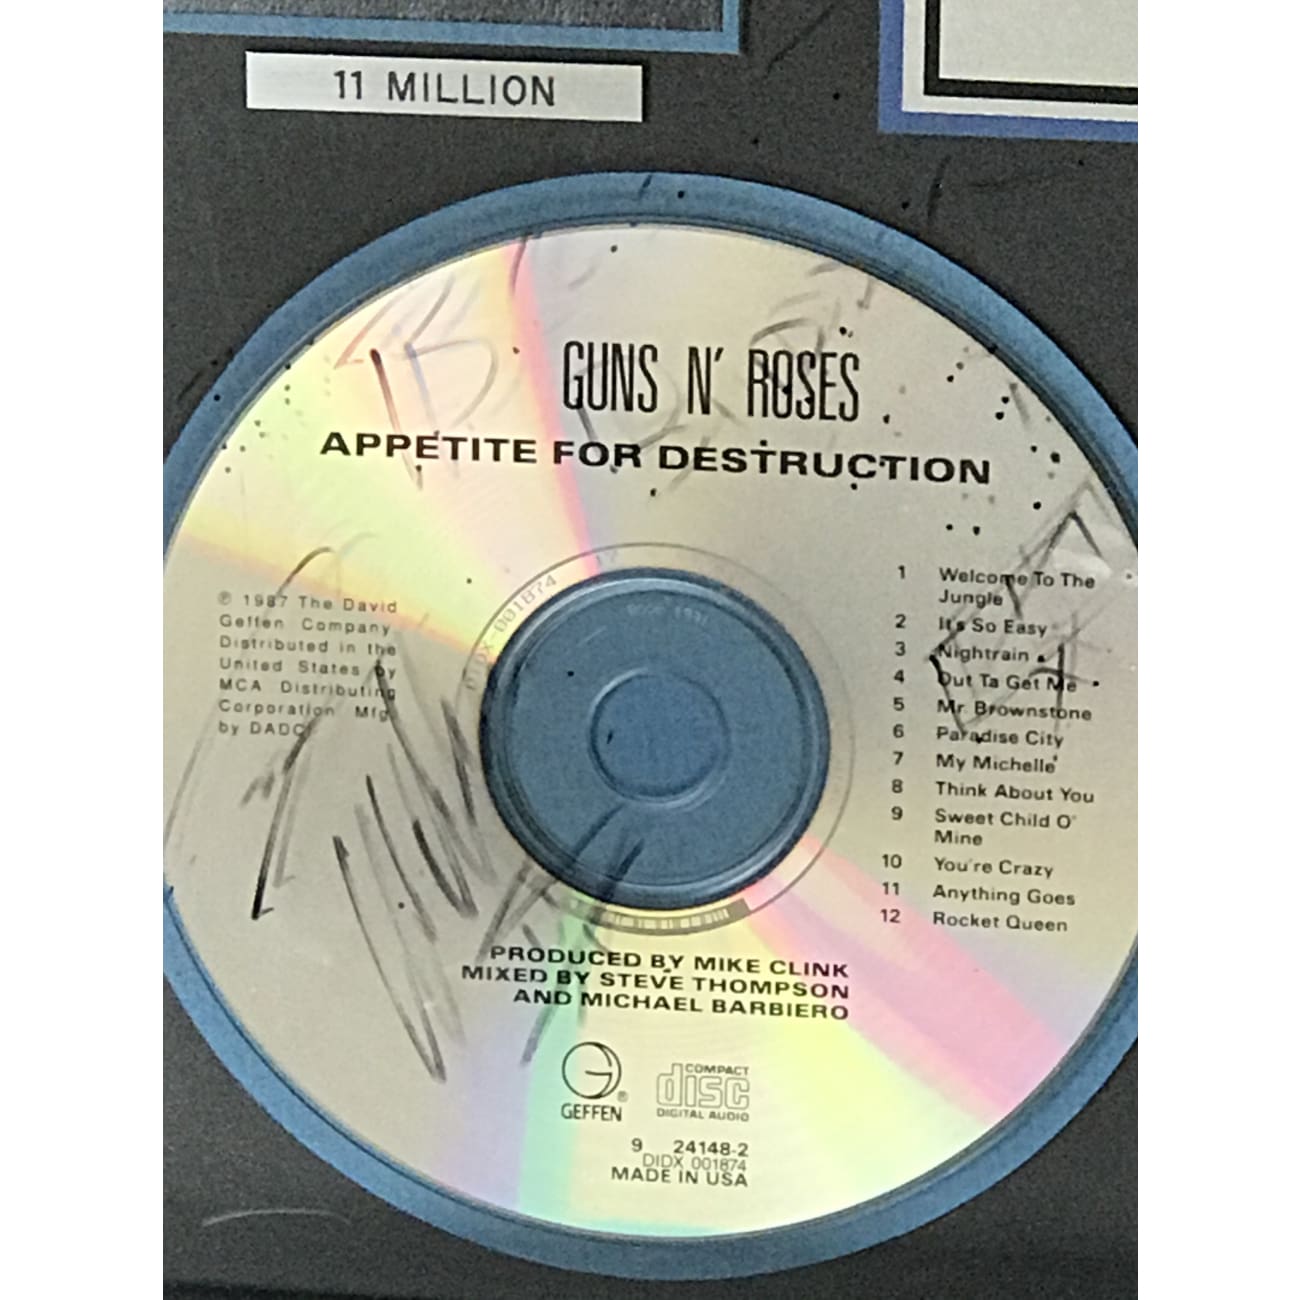 11 MILLION
GUNS N' ROSES
APPETITE FOR DESTRUCTION
DIDX-001874 12
℗ 1987 The David
Geffen Company
Distributed in the
United States by
MCA Distributing
Corporation Mfg.
by DADC
1 Welcome To The
Jungle
2 It's So Easy
3 Nightrain
4 Out Ta Get Me
5 Mr. Brownstone
6 Paradise City
7 My Michelle
8 Think About You
9 Sweet Child O'
Mine
10 You're Crazy
11 Anything Goes
12 Rocket Queen
PRODUCED BY MIKE CLINK
MIXED BY STEVE THOMPSON
AND MICHAEL BARBIERO
G
GEFFEN ®
COMPACT
disc
DIGITAL AUDIO
9 24148-2
DIDX 001874
MADE IN USA